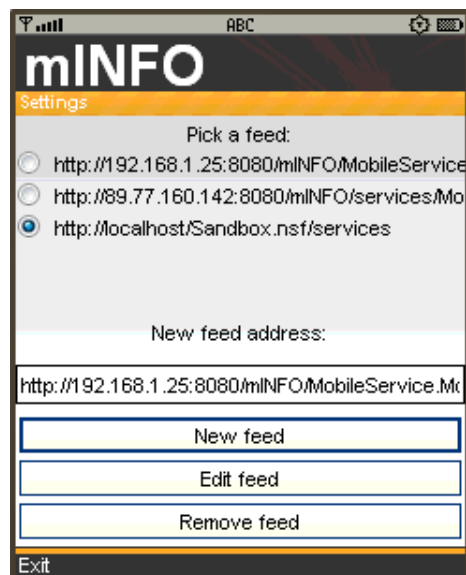 ABC
mINFO
Settings
Pick a feed:
http://192.168.1.25:8080/mINFO/MobileService
http://89.77.160.142:8080/mINFO/services/Mo
http://localhost/Sandbox.nsf/services
New feed address:
http://192.168.1.25:8080/mINFO/MobileService.Mo
New feed
Edit feed
Remove feed
Exit